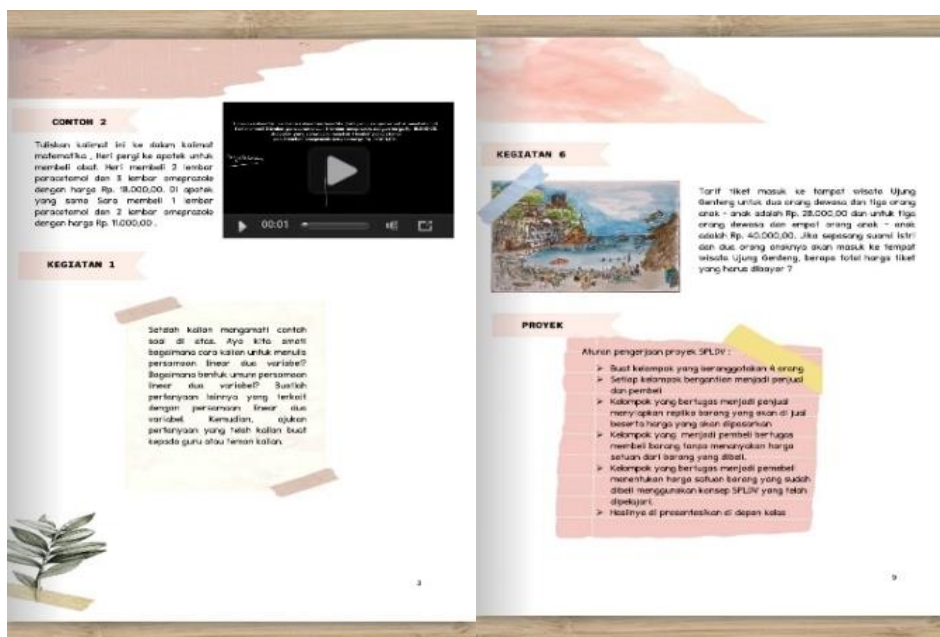 CONTOH 2
Tuliskan kalimat ini ke dalam kalimat
matematika , Heri pergi ke apotek untuk
membeli obat. Heri membeli 2 lembar
paracetamol dan 3 lembar omeprazole
dengan harga Rp. 18.000,00. Di apotek
yang sama Sara membeli 1 lembar
paracetamol dan 2 lembar omeprazole
dengan harga Rp. 11.000,00 .
00:01
KEGIATAN 1
Setelah kalian mengamati contoh
soal di atas. Ayo kita amati
bagaimana cara kalian untuk menulis
persamaan linear dua variabel?
Bagaimana bentuk umum persamaan
linear dua variabel? Buatlah
pertanyaan lainnya yang terkait
dengan persamaan linear dua
variabel. Kemudian, ajukan
pertanyaan yang telah kalian buat
kepada guru atau teman kalian.
3
KEGIATAN 6
Tarif tiket masuk ke tempat wisata Ujung
Genteng untuk dua orang dewasa dan tiga orang
anak - anak adalah Rp. 28.000,00 dan untuk tiga
orang dewasa dan empat orang anak - anak
adalah Rp. 40.000,00. Jika sepasang suami istri
dan dua orang anaknya akan masuk ke tempat
wisata Ujung Genteng, berapa total harga tiket
yang harus dibayar ?
PROYEK
Aturan pengerjaan proyek SPLDV :
➢ Buat kelompok yang beranggotakan 4 orang
➢ Setiap kelompok bergantian menjadi penjual
dan pembeli
➢ Kelompok yang bertugas menjadi penjual
menyiapkan replika barang yang akan di jual
beserta harga yang akan dipasarkan
➢ Kelompok yang menjadi pembeli bertugas
membeli barang tanpa menanyakan harga
satuan dari barang yang dibeli.
➢ Kelompok yang bertugas menjadi pemebeli
menentukan harga satuan barang yang sudah
dibeli menggunakan konsep SPLDV yang telah
dipelajari.
➢ Hasilnya di presentasikan di depan kelas
9